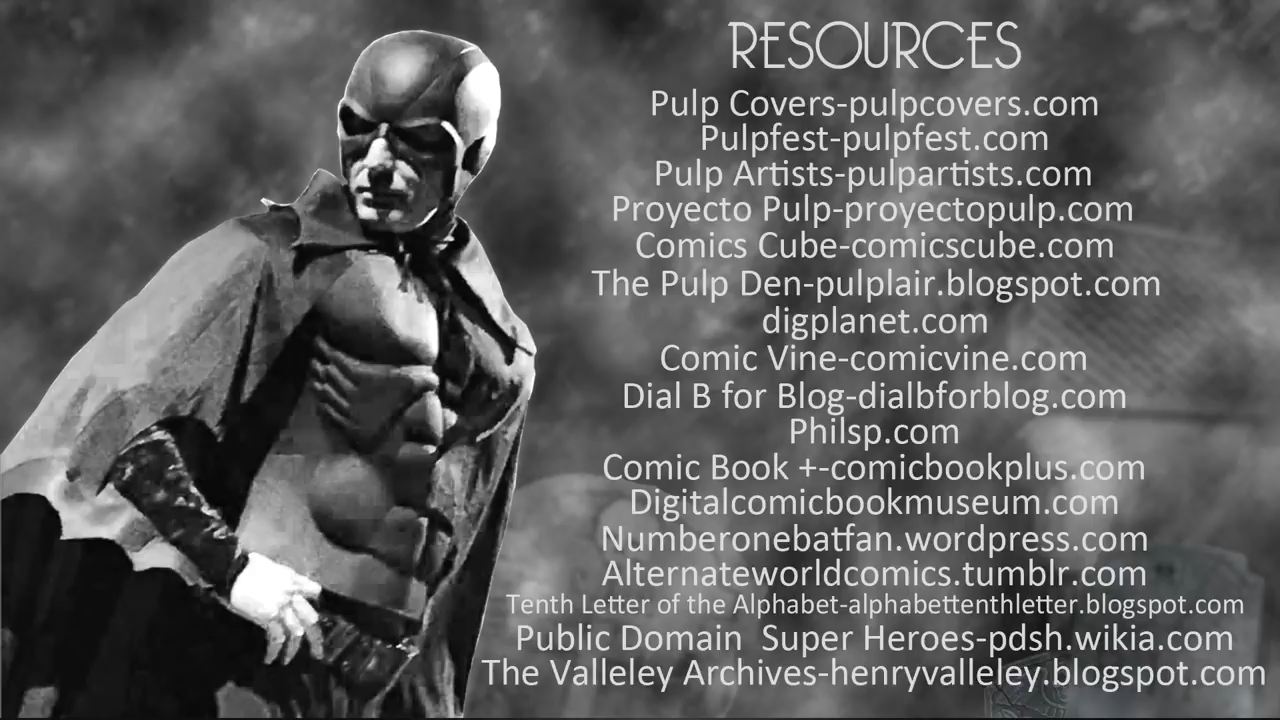 RESOURCES
Pulp Covers-pulpcovers.com
Pulpfest-pulpfest.com
Pulp Artists-pulpartists.com
Proyecto Pulp-proyectopulp.com
Comics Cube-comicscube.com
The Pulp Den-pulplair.blogspot.com
digplanet.com
Comic Vine-comicvine.com
Dial B for Blog-dialbforblog.com
Philsp.com
Comic Book +-comicbookplus.com
Digitalcomicbookmuseum.com
Numberonebatfan.wordpress.com
Alternateworldcomics.tumblr.com
Tenth Letter of the Alphabet-alphabettenthletter.blogspot.com
Public Domain  Super Heroes-pdsh.wikia.com
The Valleley Archives-henryvalleley.blogspot.com